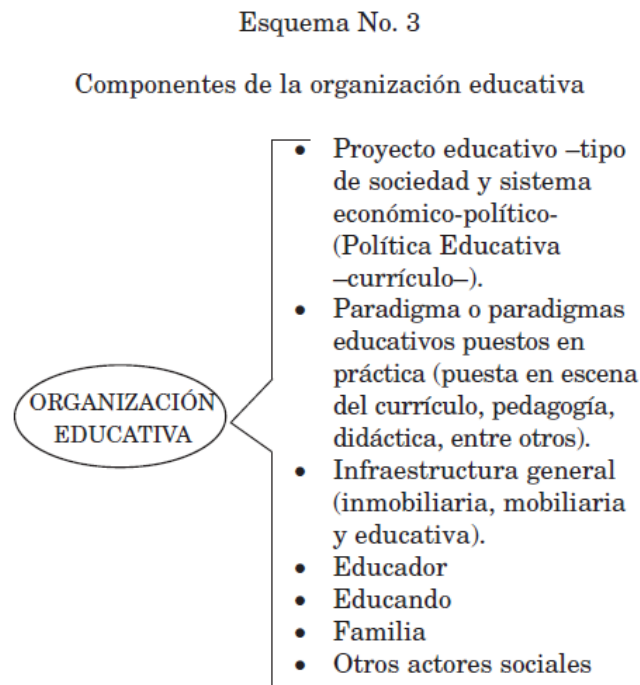 Esquema No. 3
Componentes de la organización educativa
• Proyecto educativo –tipo
de sociedad y sistema
económico-político-
(Política Educativa
–currículo–).
• Paradigma o paradigmas
educativos puestos en
práctica (puesta en escena
del currículo, pedagogía,
didáctica, entre otros).
ORGANIZACIÓN
EDUCATIVA
• Infraestructura general
(inmobiliaria, mobiliaria
y educativa).
• Educador
• Educando
• Familia
• Otros actores sociales